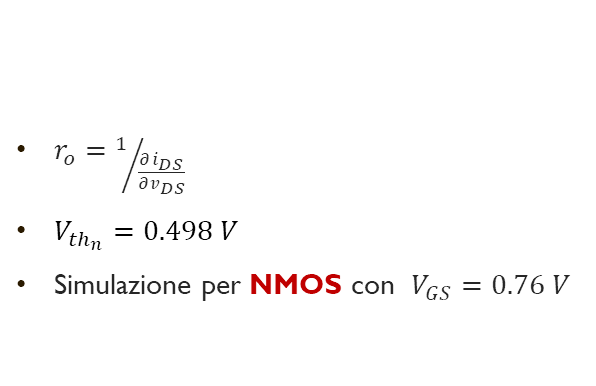 • r_o = 1/(∂i_DS/∂v_DS)
• V_th_n = 0.498 V
• Simulazione per NMOS con V_GS = 0.76 V